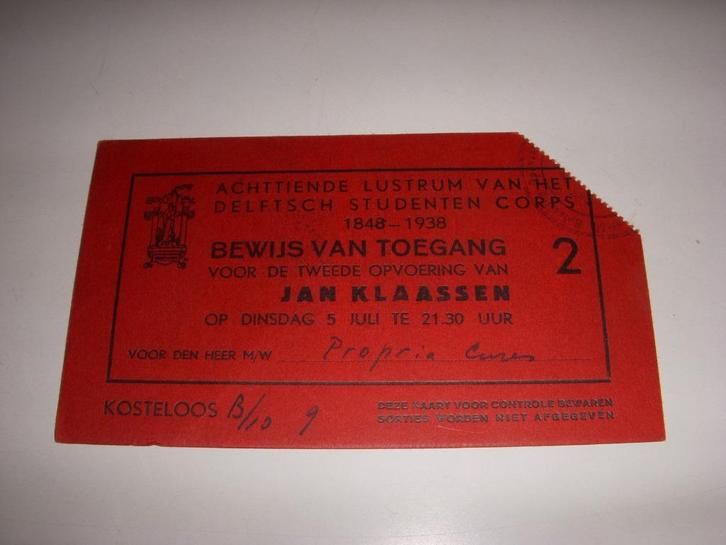 ACHTTIENDE LUSTRUM VAN HET
DELFTSCH STUDENTEN CORPS
1848-1938
BEWIJS VAN TOEGANG 2
VOOR DE TWEEDE OPVOERING VAN
JAN KLAASSEN
OP DINSDAG 5 JULI TE 21.30 UUR
VOOR DEN HEER M/W Propria Cures
KOSTELOOS B/10 9
DEZE KAART VOOR CONTROLE BEWAREN
SORTIES WORDEN NIET AFGEGEVEN